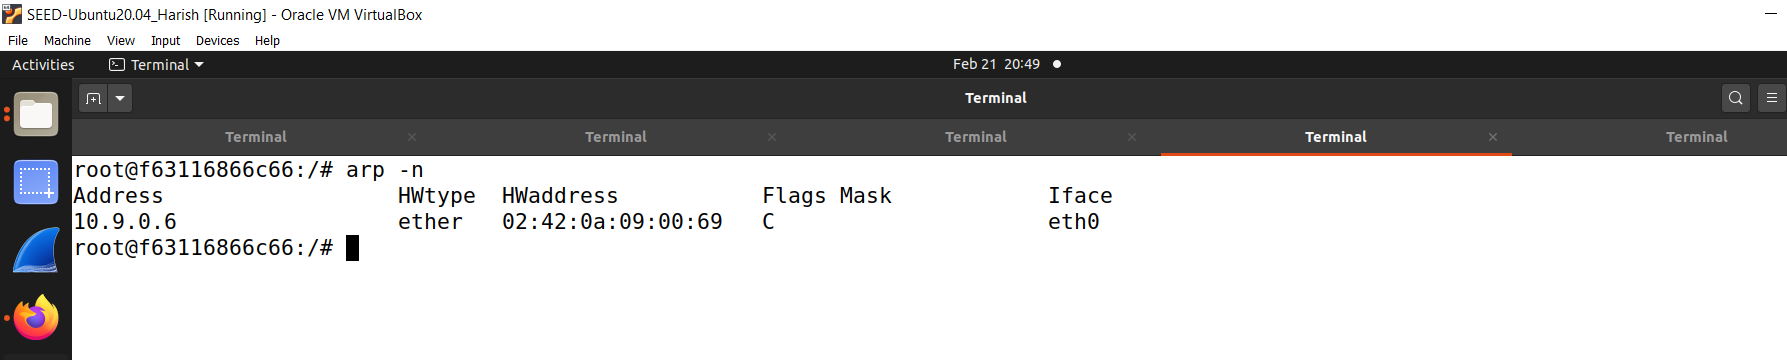 SEED-Ubuntu20.04_Harish [Running] - Oracle VM VirtualBox
File Machine View Input Devices Help
Activities Terminal Feb 21 20:49
Terminal
Terminal Terminal Terminal Terminal Terminal
root@f63116866c66:/# arp -n
Address HWtype HWaddress Flags Mask Iface
10.9.0.6 ether 02:42:0a:09:00:69 C eth0
root@f63116866c66:/#